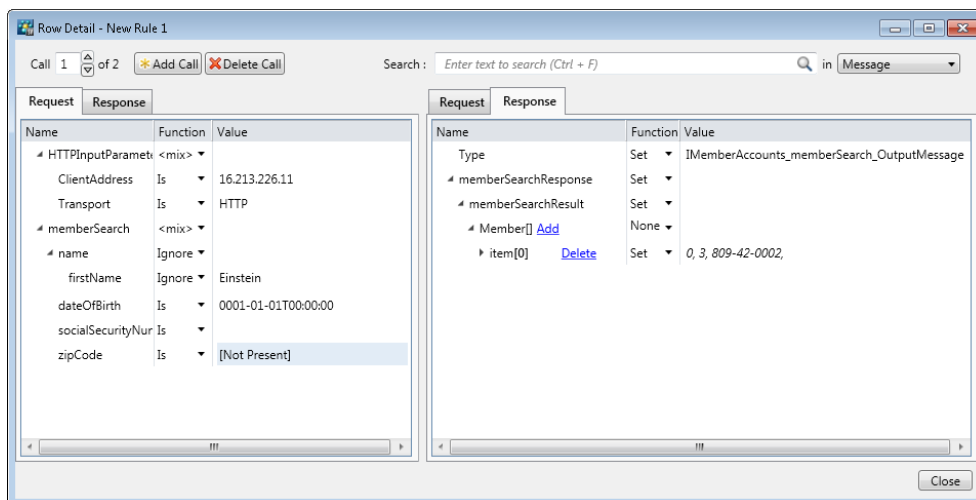 Row Detail - New Rule 1
Call 1 of 2 Add Call Delete Call Search : Enter text to search (Ctrl + F) in Message
Request Response
Name Function Value
HTTPInputParamete <mix>
ClientAddress Is 16.213.226.11
Transport Is HTTP
memberSearch <mix>
name Ignore
firstName Ignore Einstein
dateOfBirth Is 0001-01-01T00:00:00
socialSecurityNur Is
zipCode Is [Not Present]
Request Response
Name Function Value
Type Set IMemberAccounts_memberSearch_OutputMessage
memberSearchResponse Set
memberSearchResult Set
Member[] Add None
item[0] Delete Set 0, 3, 809-42-0002,
Close